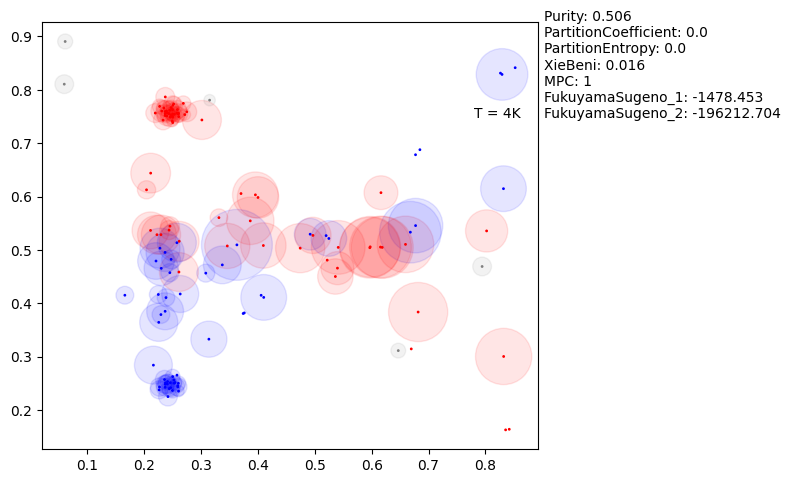 Purity: 0.506
PartitionCoefficient: 0.0
PartitionEntropy: 0.0
XieBeni: 0.016
MPC: 1
FukuyamaSugeno_1: -1478.453
FukuyamaSugeno_2: -196212.704
T = 4K
0.9
0.8
0.7
0.6
0.5
0.4
0.3
0.2
0.1 0.2 0.3 0.4 0.5 0.6 0.7 0.8